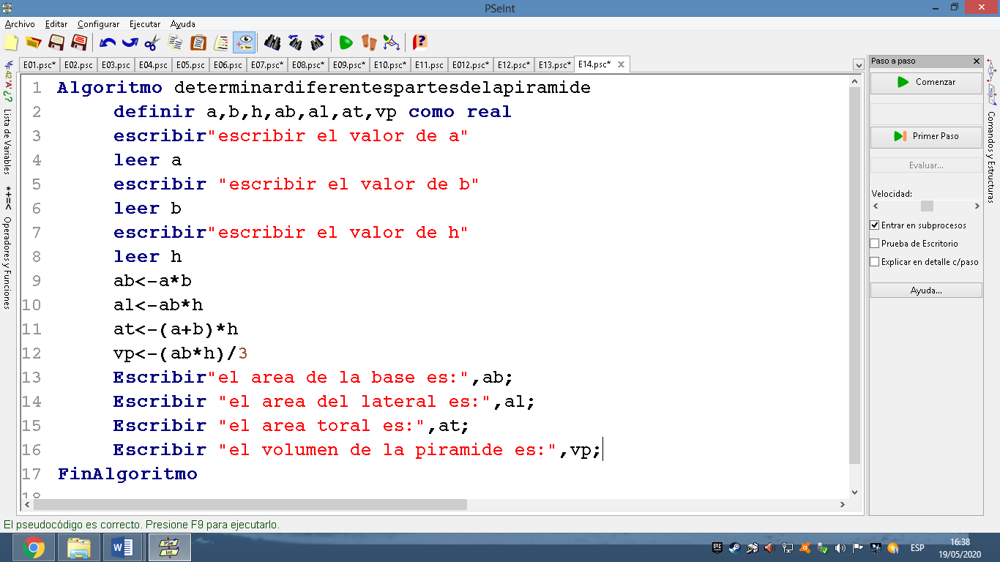 PSeInt
Archivo Editar Configurar Ejecutar Ayuda
E01.psc* E02.psc E03.psc E04.psc E05.psc E06.psc E07.psc* E08.psc* E09.psc* E10.psc* E11.psc E012.psc* E12.psc* E13.psc* E14.psc*
1 Algoritmo determinardiferentespartesdelapiramide
2 definir a,b,h,ab,al,at,vp como real
3 escribir"escribir el valor de a"
4 leer a
5 escribir "escribir el valor de b"
6 leer b
7 escribir"escribir el valor de h"
8 leer h
9 ab<-a*b
10 al<-ab*h
11 at<-(a+b)*h
12 vp<-(ab*h)/3
13 Escribir"el area de la base es:",ab;
14 Escribir "el area del lateral es:",al;
15 Escribir "el area toral es:",at;
16 Escribir "el volumen de la piramide es:",vp;
17 FinAlgoritmo
18
Lista de Variables
*+=< Operadores y Funciones
Paso a paso
Comenzar
Primer Paso
Evaluar...
Velocidad:
Entrar en subprocesos
Prueba de Escritorio
Explicar en detalle c/paso
Ayuda...
Comandos y Estructuras
El pseudocódigo es correcto. Presione F9 para ejecutarlo.
ESP
16:38
19/05/2020